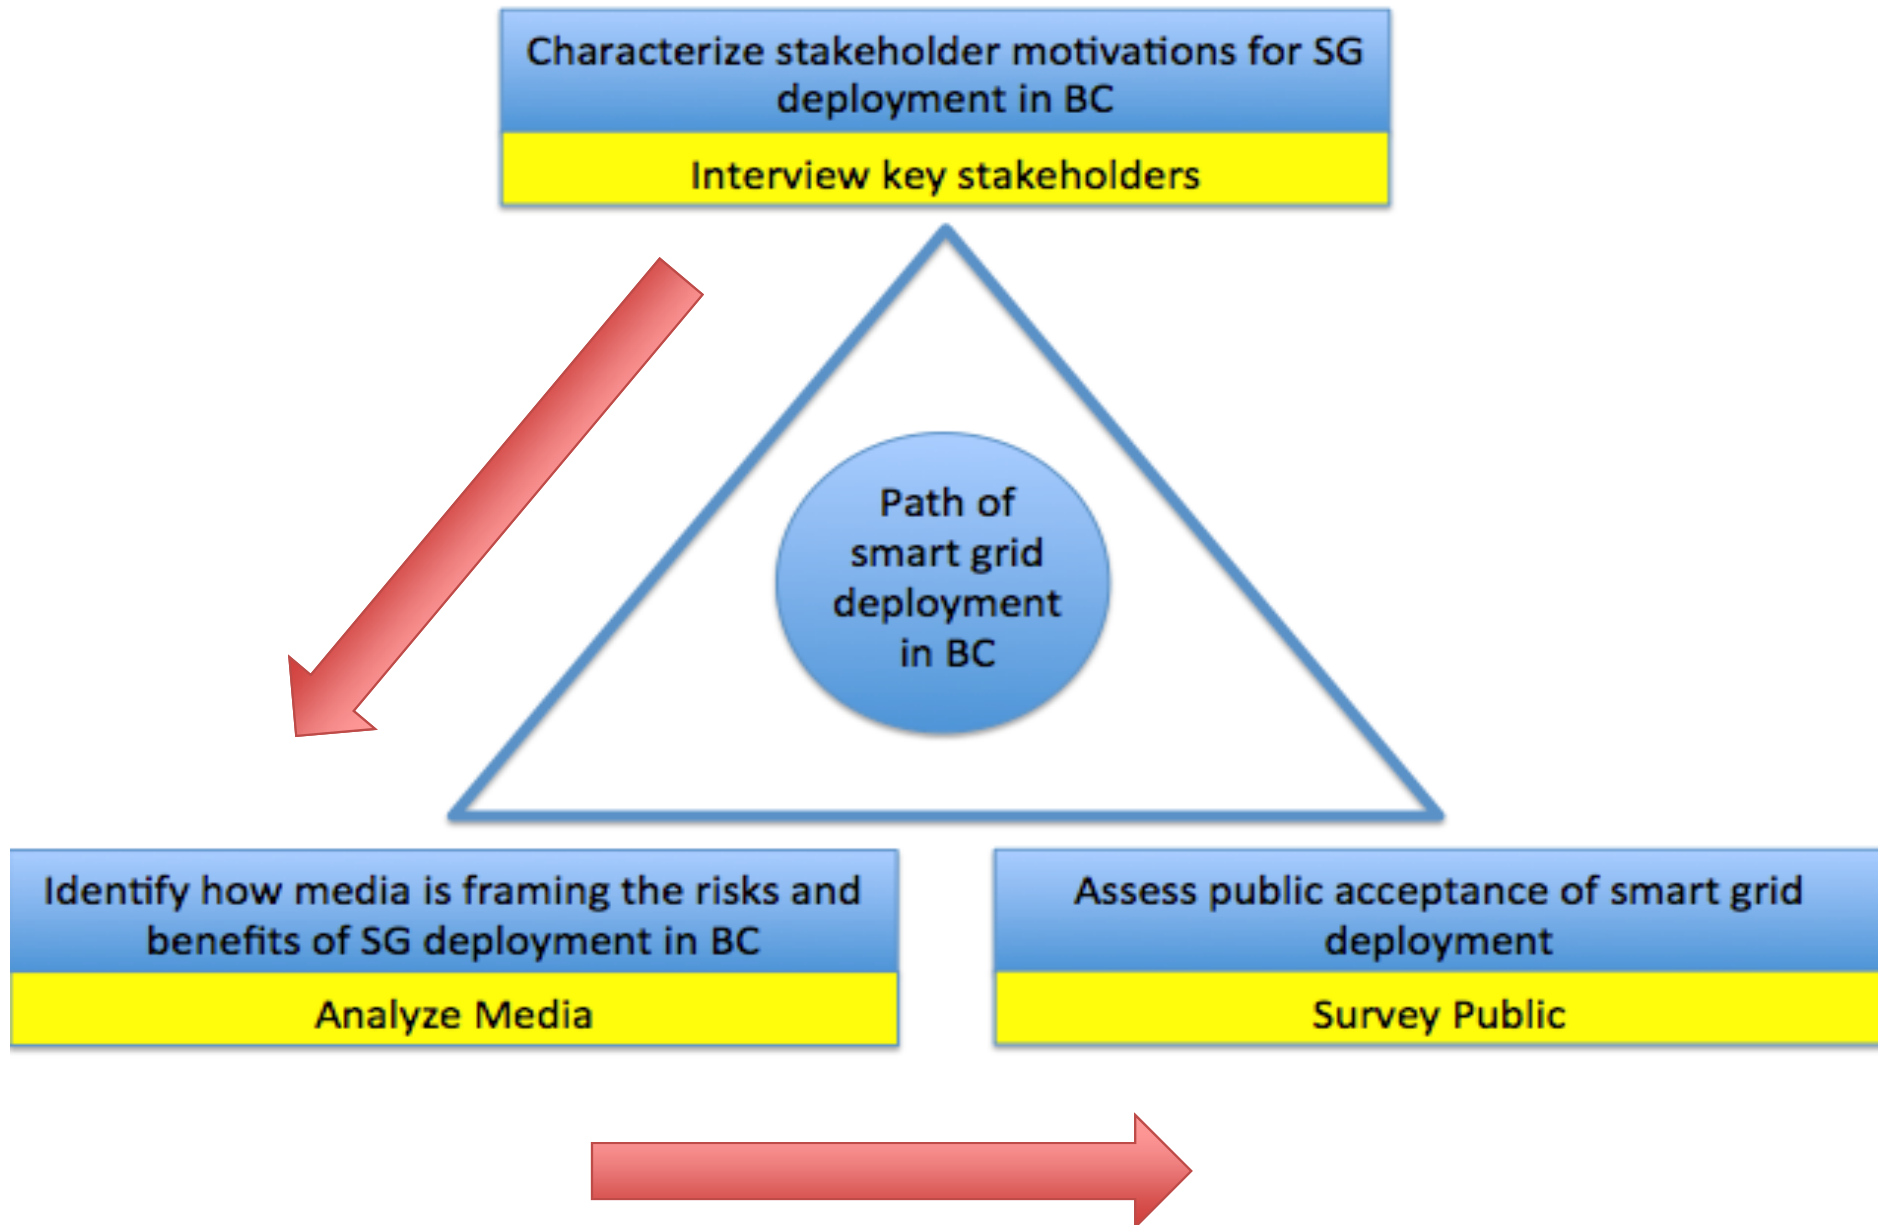 Characterize stakeholder motivations for SG
deployment in BC
Interview key stakeholders
Path of
smart grid
deployment
in BC
Identify how media is framing the risks and
benefits of SG deployment in BC
Analyze Media
Assess public acceptance of smart grid
deployment
Survey Public